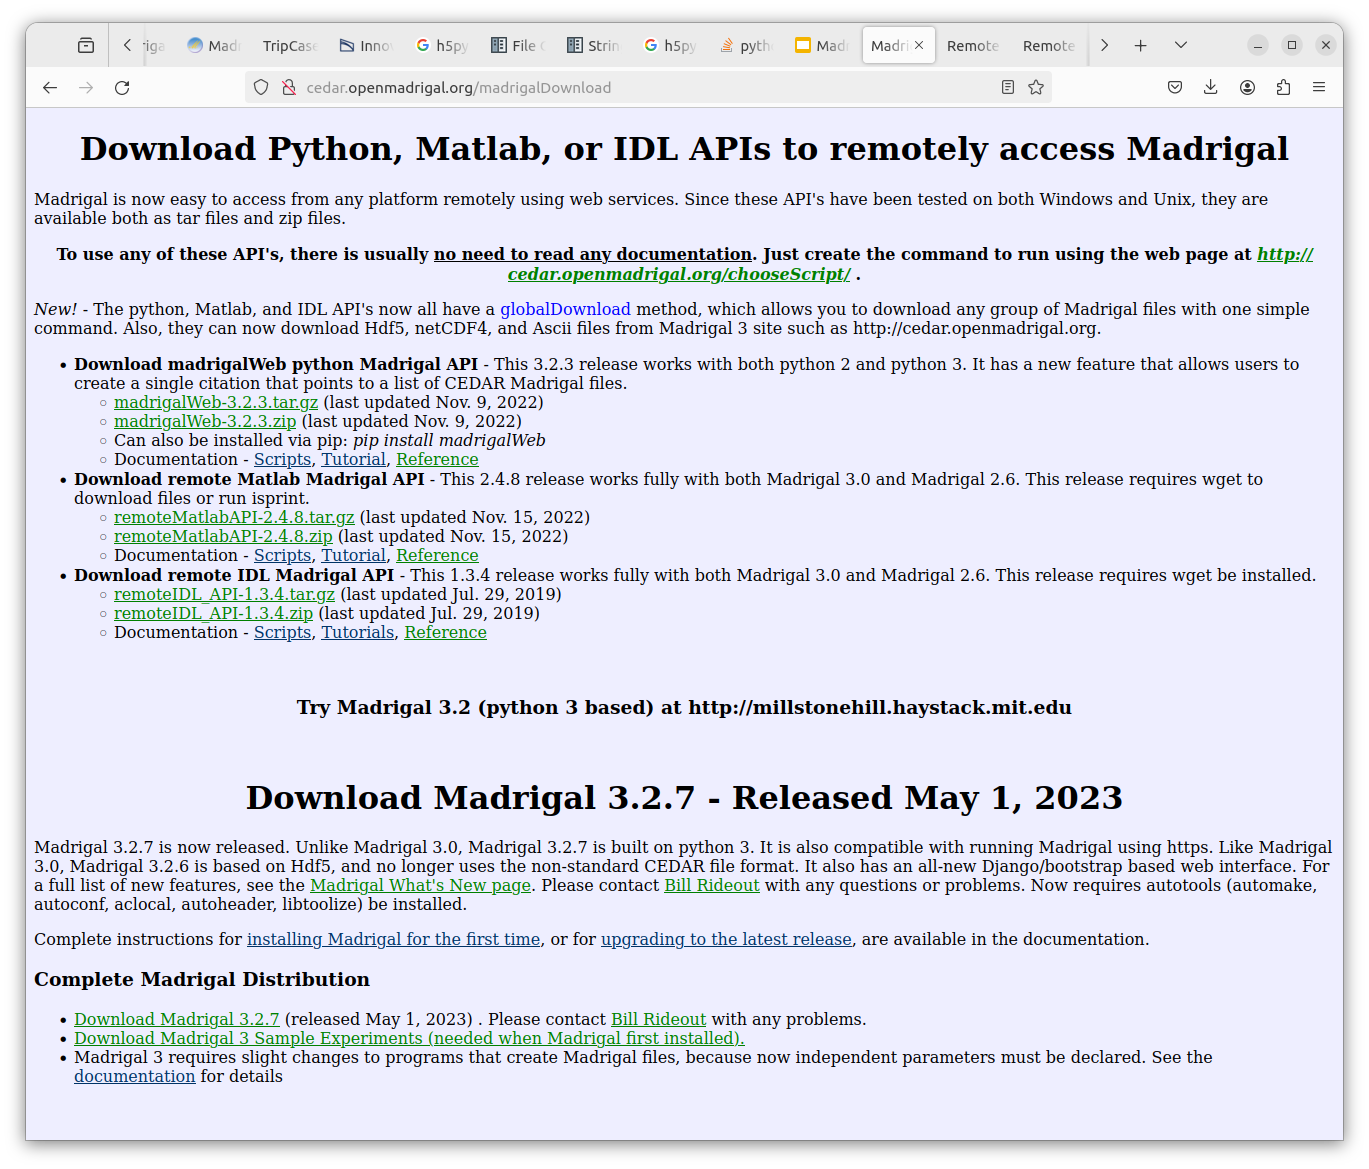 riga
Madr
TripCase
Inno
h5py
File C
Strin
h5py
pyth
Madr
Madri
Remote
Remote
cedar.openmadrigal.org/madrigalDownload
Download Python, Matlab, or IDL APIs to remotely access Madrigal
Madrigal is now easy to access from any platform remotely using web services. Since these API's have been tested on both Windows and Unix, they are
available both as tar files and zip files.
To use any of these API's, there is usually no need to read any documentation. Just create the command to run using the web page at http://
cedar.openmadrigal.org/chooseScript/ .
New! - The python, Matlab, and IDL API's now all have a globalDownload method, which allows you to download any group of Madrigal files with one simple
command. Also, they can now download Hdf5, netCDF4, and Ascii files from Madrigal 3 site such as http://cedar.openmadrigal.org.
• Download madrigalWeb python Madrigal API - This 3.2.3 release works with both python 2 and python 3. It has a new feature that allows users to
create a single citation that points to a list of CEDAR Madrigal files.
◦ madrigalWeb-3.2.3.tar.gz (last updated Nov. 9, 2022)
◦ madrigalWeb-3.2.3.zip (last updated Nov. 9, 2022)
◦ Can also be installed via pip: pip install madrigalWeb
◦ Documentation - Scripts, Tutorial, Reference
• Download remote Matlab Madrigal API - This 2.4.8 release works fully with both Madrigal 3.0 and Madrigal 2.6. This release requires wget to
download files or run isprint.
◦ remoteMatlabAPI-2.4.8.tar.gz (last updated Nov. 15, 2022)
◦ remoteMatlabAPI-2.4.8.zip (last updated Nov. 15, 2022)
◦ Documentation - Scripts, Tutorial, Reference
• Download remote IDL Madrigal API - This 1.3.4 release works fully with both Madrigal 3.0 and Madrigal 2.6. This release requires wget be installed.
◦ remoteIDL_API-1.3.4.tar.gz (last updated Jul. 29, 2019)
◦ remoteIDL_API-1.3.4.zip (last updated Jul. 29, 2019)
◦ Documentation - Scripts, Tutorials, Reference
Try Madrigal 3.2 (python 3 based) at http://millstonehill.haystack.mit.edu
Download Madrigal 3.2.7 - Released May 1, 2023
Madrigal 3.2.7 is now released. Unlike Madrigal 3.0, Madrigal 3.2.7 is built on python 3. It is also compatible with running Madrigal using https. Like Madrigal
3.0, Madrigal 3.2.6 is based on Hdf5, and no longer uses the non-standard CEDAR file format. It also has an all-new Django/bootstrap based web interface. For
a full list of new features, see the Madrigal What's New page. Please contact Bill Rideout with any questions or problems. Now requires autotools (automake,
autoconf, aclocal, autoheader, libtoolize) be installed.
Complete instructions for installing Madrigal for the first time, or for upgrading to the latest release, are available in the documentation.
Complete Madrigal Distribution
• Download Madrigal 3.2.7 (released May 1, 2023) . Please contact Bill Rideout with any problems.
• Download Madrigal 3 Sample Experiments (needed when Madrigal first installed).
• Madrigal 3 requires slight changes to programs that create Madrigal files, because now independent parameters must be declared. See the
documentation for details